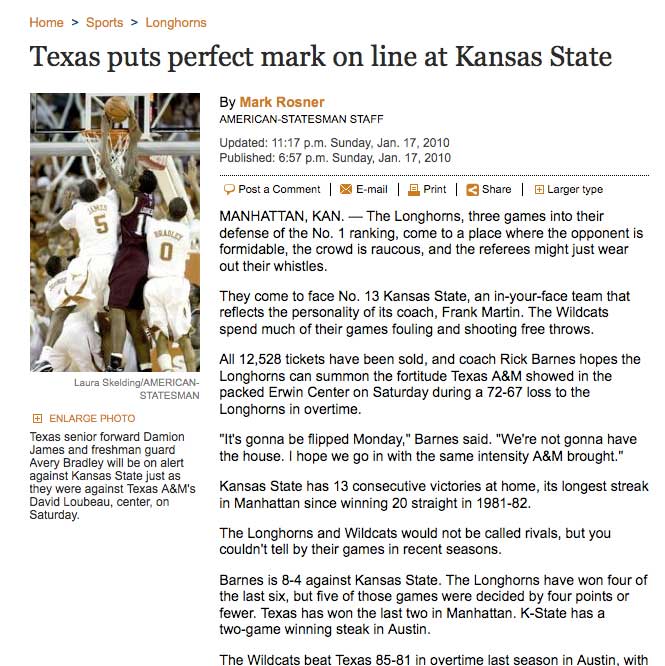 Home > Sports > Longhorns
Texas puts perfect mark on line at Kansas State
JAMES
5
BRADLEY
0
Laura Skelding/AMERICAN-
STATESMAN
ENLARGE PHOTO
Texas senior forward Damion
James and freshman guard
Avery Bradley will be on alert
against Kansas State just as
they were against Texas A&M's
David Loubeau, center, on
Saturday.
By Mark Rosner
AMERICAN-STATESMAN STAFF
Updated: 11:17 p.m. Sunday, Jan. 17, 2010
Published: 6:57 p.m. Sunday, Jan. 17, 2010
Post a Comment | E-mail | Print | Share | Larger type
MANHATTAN, KAN. — The Longhorns, three games into their
defense of the No. 1 ranking, come to a place where the opponent is
formidable, the crowd is raucous, and the referees might just wear
out their whistles.
They come to face No. 13 Kansas State, an in-your-face team that
reflects the personality of its coach, Frank Martin. The Wildcats
spend much of their games fouling and shooting free throws.
All 12,528 tickets have been sold, and coach Rick Barnes hopes the
Longhorns can summon the fortitude Texas A&M showed in the
packed Erwin Center on Saturday during a 72-67 loss to the
Longhorns in overtime.
"It's gonna be flipped Monday," Barnes said. "We're not gonna have
the house. I hope we go in with the same intensity A&M brought."
Kansas State has 13 consecutive victories at home, its longest streak
in Manhattan since winning 20 straight in 1981-82.
The Longhorns and Wildcats would not be called rivals, but you
couldn't tell by their games in recent seasons.
Barnes is 8-4 against Kansas State. The Longhorns have won four of
the last six, but five of those games were decided by four points or
fewer. Texas has won the last two in Manhattan. K-State has a
two-game winning steak in Austin.
The Wildcats beat Texas 85-81 in overtime last season in Austin, with